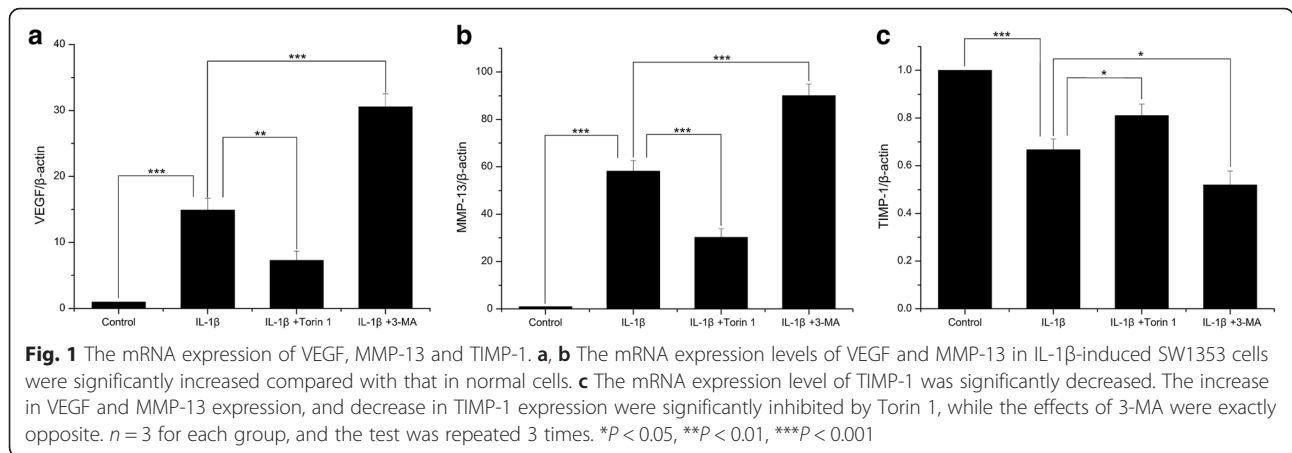 a
40
30
20
10
0
VEGF/β-actin
***
***
**
Control IL-1β IL-1β +Torin 1 IL-1β +3-MA
b
100
80
60
40
20
0
MMP-13/β-actin
***
***
***
Control IL-1β IL-1β +Torin 1 IL-1β +3-MA
c
1.0
0.8
0.6
0.4
0.2
0.0
TIMP-1/β-actin
***
*
*
Control IL-1β IL-1β +Torin 1 IL-1β +3-MA
Fig. 1 The mRNA expression of VEGF, MMP-13 and TIMP-1. a, b The mRNA expression levels of VEGF and MMP-13 in IL-1β-induced SW1353 cells
were significantly increased compared with that in normal cells. c The mRNA expression level of TIMP-1 was significantly decreased. The increase
in VEGF and MMP-13 expression, and decrease in TIMP-1 expression were significantly inhibited by Torin 1, while the effects of 3-MA were exactly
opposite. n = 3 for each group, and the test was repeated 3 times. *P < 0.05, **P < 0.01, ***P < 0.001